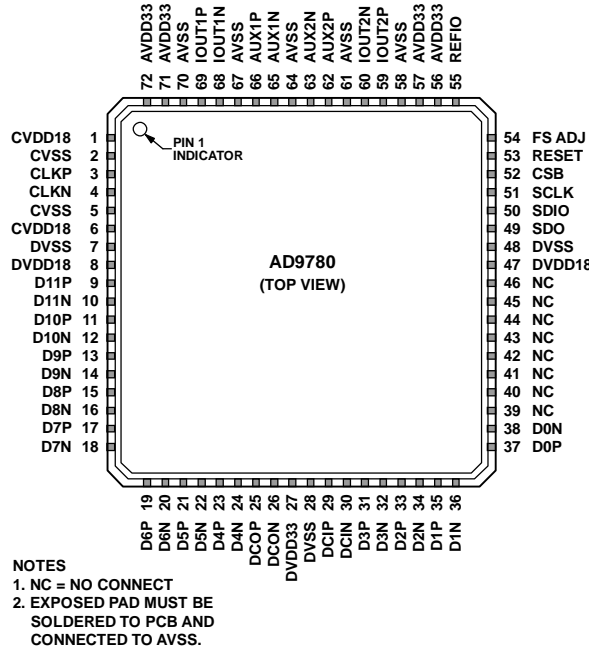 72 AVDD33
71 AVDD33
70 AVSS
69 IOUT1P
68 IOUT1N
67 AVSS
66 AUX1P
65 AUX1N
64 AVSS
63 AUX2N
62 AUX2P
61 AVSS
60 IOUT2N
59 IOUT2P
58 AVSS
57 AVDD33
56 AVDD33
55 REFIO
CVDD18 1
CVSS 2
CLKP 3
CLKN 4
CVSS 5
CVDD18 6
DVSS 7
DVDD18 8
D11P 9
D11N 10
D10P 11
D10N 12
D9P 13
D9N 14
D8P 15
D8N 16
D7P 17
D7N 18
PIN 1
INDICATOR
AD9780
(TOP VIEW)
54 FS ADJ
53 RESET
52 CSB
51 SCLK
50 SDIO
49 SDO
48 DVSS
47 DVDD18
46 NC
45 NC
44 NC
43 NC
42 NC
41 NC
40 NC
39 NC
38 D0N
37 D0P
D6P 19
D6N 20
D5P 21
D5N 22
D4P 23
D4N 24
DCOP 25
DCON 26
DVDD33 27
DVSS 28
DCIP 29
DCIN 30
D3P 31
D3N 32
D2P 33
D2N 34
D1P 35
D1N 36
NOTES
1. NC = NO CONNECT
2. EXPOSED PAD MUST BE
SOLDERED TO PCB AND
CONNECTED TO AVSS.